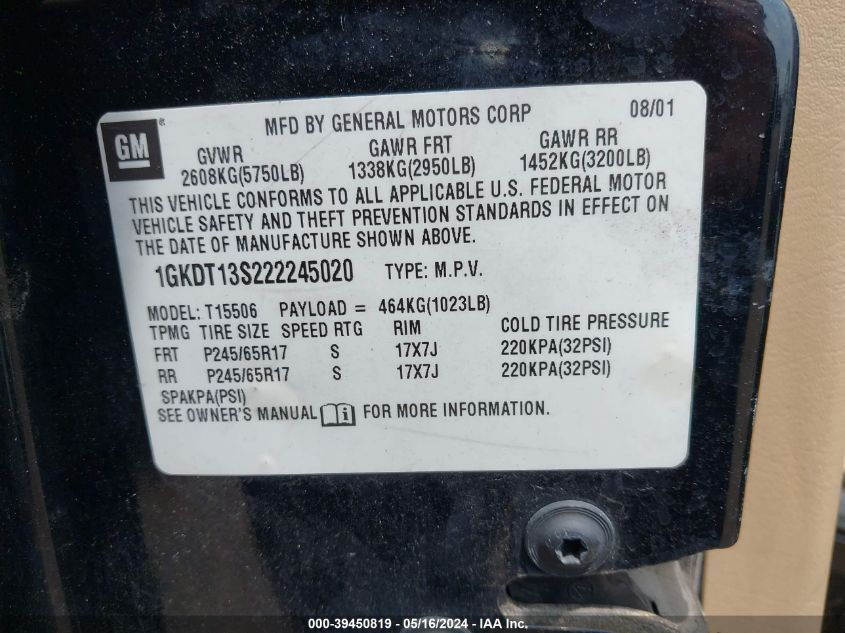 MFD BY GENERAL MOTORS CORP 08/01
GM
GVWR GAWR FRT GAWR RR
2608KG(5750LB) 1338KG(2950LB) 1452KG(3200LB)
THIS VEHICLE CONFORMS TO ALL APPLICABLE U.S. FEDERAL MOTOR
VEHICLE SAFETY AND THEFT PREVENTION STANDARDS IN EFFECT ON
THE DATE OF MANUFACTURE SHOWN ABOVE.
1GKDT13S222245020 TYPE: M.P.V.
MODEL: T15506 PAYLOAD = 464KG(1023LB)
TPMG TIRE SIZE SPEED RTG RIM COLD TIRE PRESSURE
FRT P245/65R17 S 17X7J 220KPA(32PSI)
RR P245/65R17 S 17X7J 220KPA(32PSI)
SPAKPA(PSI)
SEE OWNER'S MANUAL i FOR MORE INFORMATION.
000-39450819 - 05/16/2024 - IAA Inc.